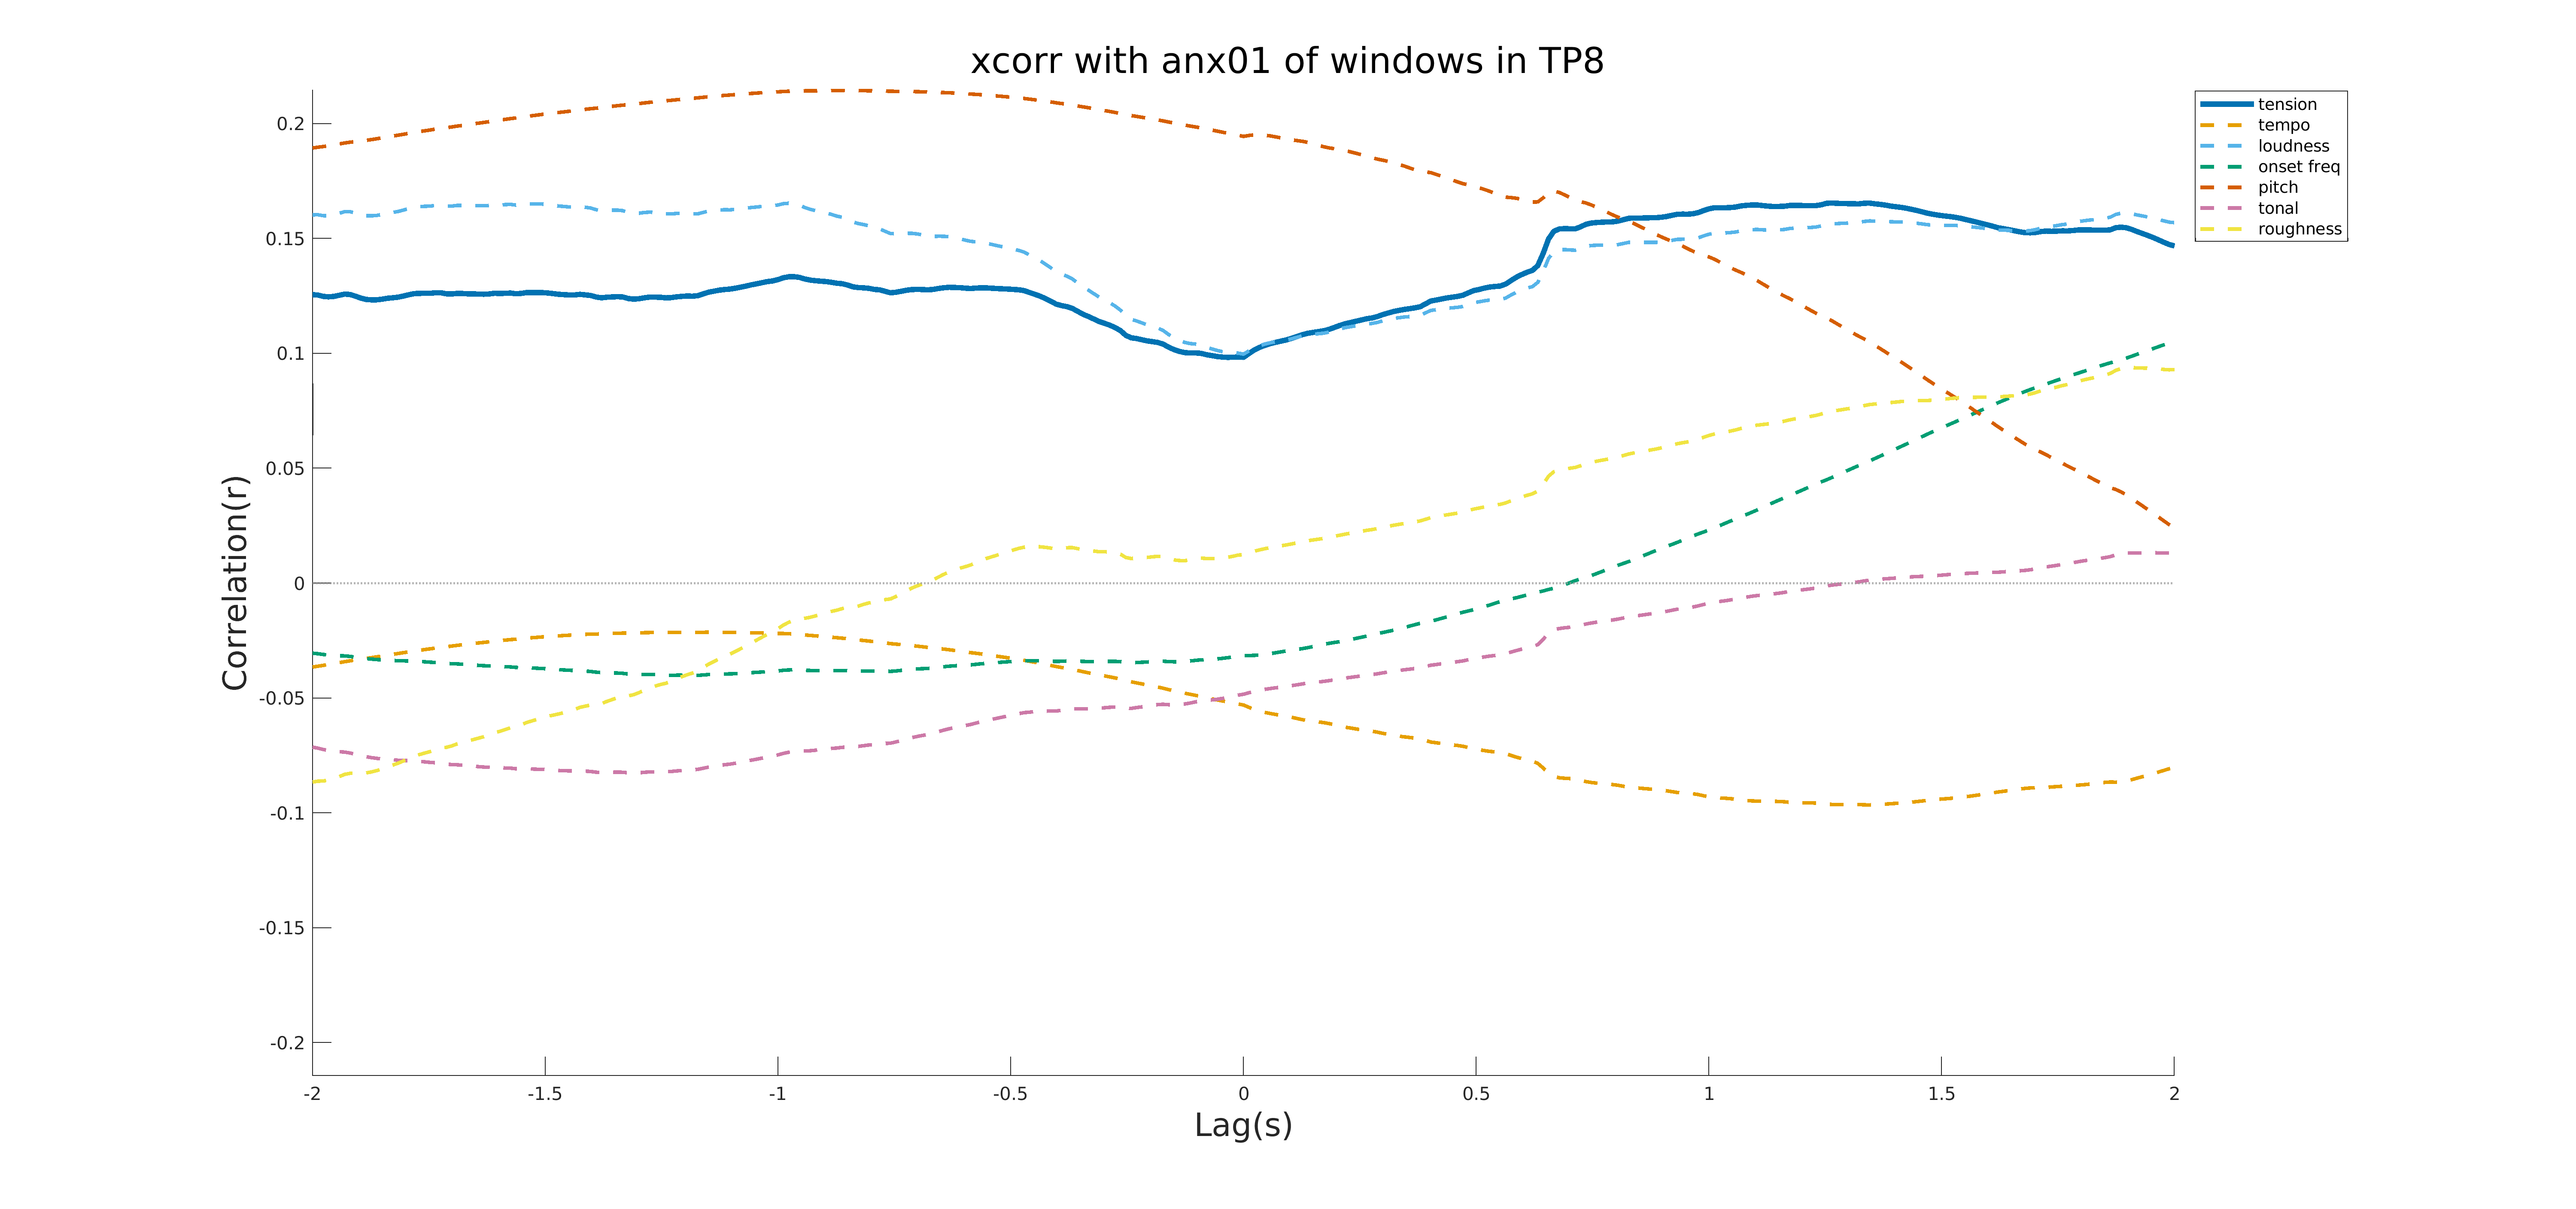 xcorr with anx01 of windows in TP8
tension
tempo
loudness
onset freq
pitch
tonal
roughness
Correlation(r)
0.2
0.15
0.1
0.05
0
-0.05
-0.1
-0.15
-0.2
-2 -1.5 -1 -0.5 0 0.5 1 1.5 2
Lag(s)